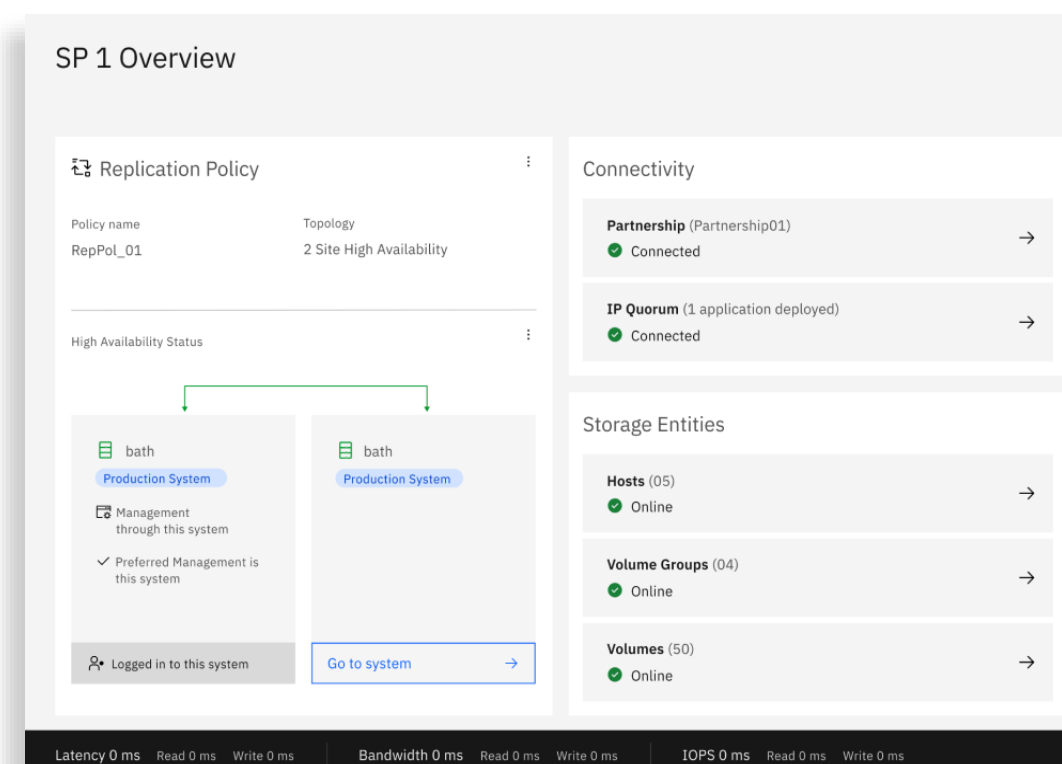 SP 1 Overview
Replication Policy
Policy name
RepPol_01
Topology
2 Site High Availability
High Availability Status
bath
Production System
Management
through this system
Preferred Management is
this system
Logged in to this system
bath
Production System
Go to system
Connectivity
Partnership (Partnership01)
Connected
IP Quorum (1 application deployed)
Connected
Storage Entities
Hosts (05)
Online
Volume Groups (04)
Online
Volumes (50)
Online
Latency 0 ms Read 0 ms Write 0 ms
Bandwidth 0 ms Read 0 ms Write 0 ms
IOPS 0 ms Read 0 ms Write 0 ms